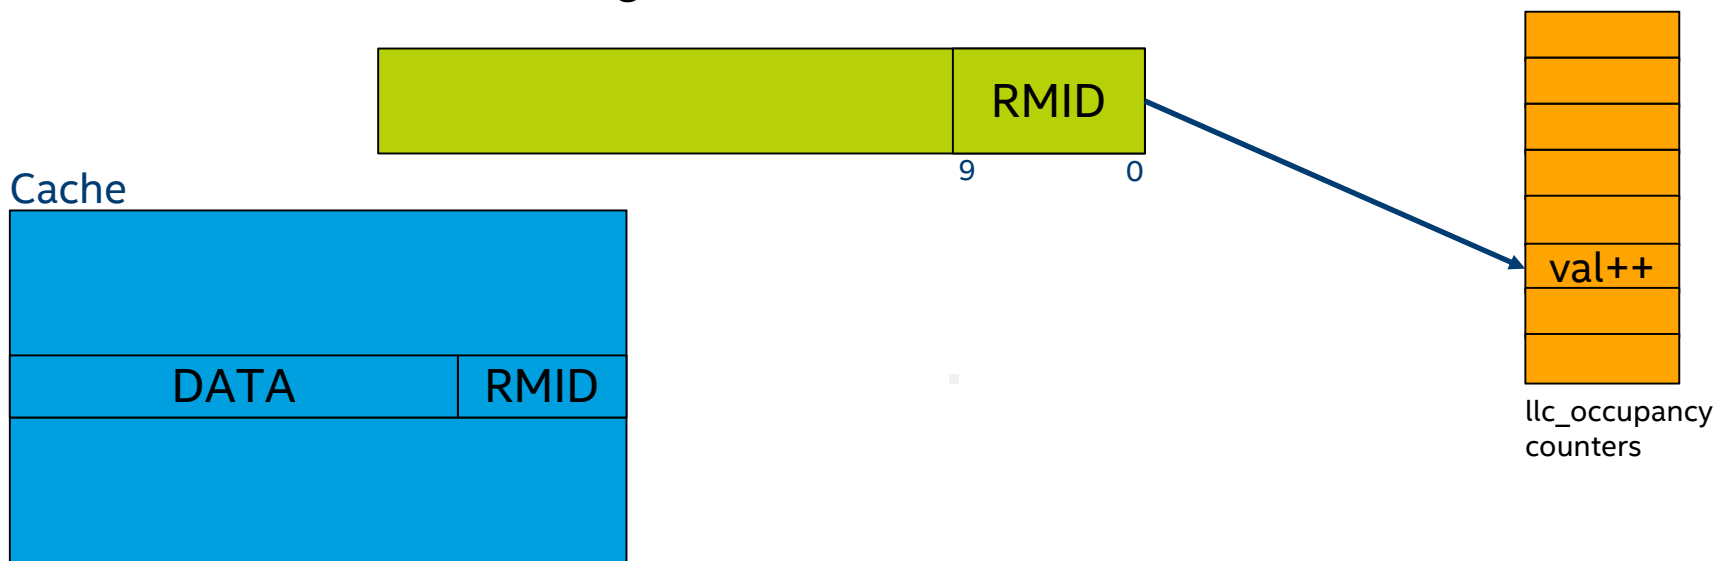 RMID
9 0
Cache
val++
DATA RMID
llc_occupancy
counters